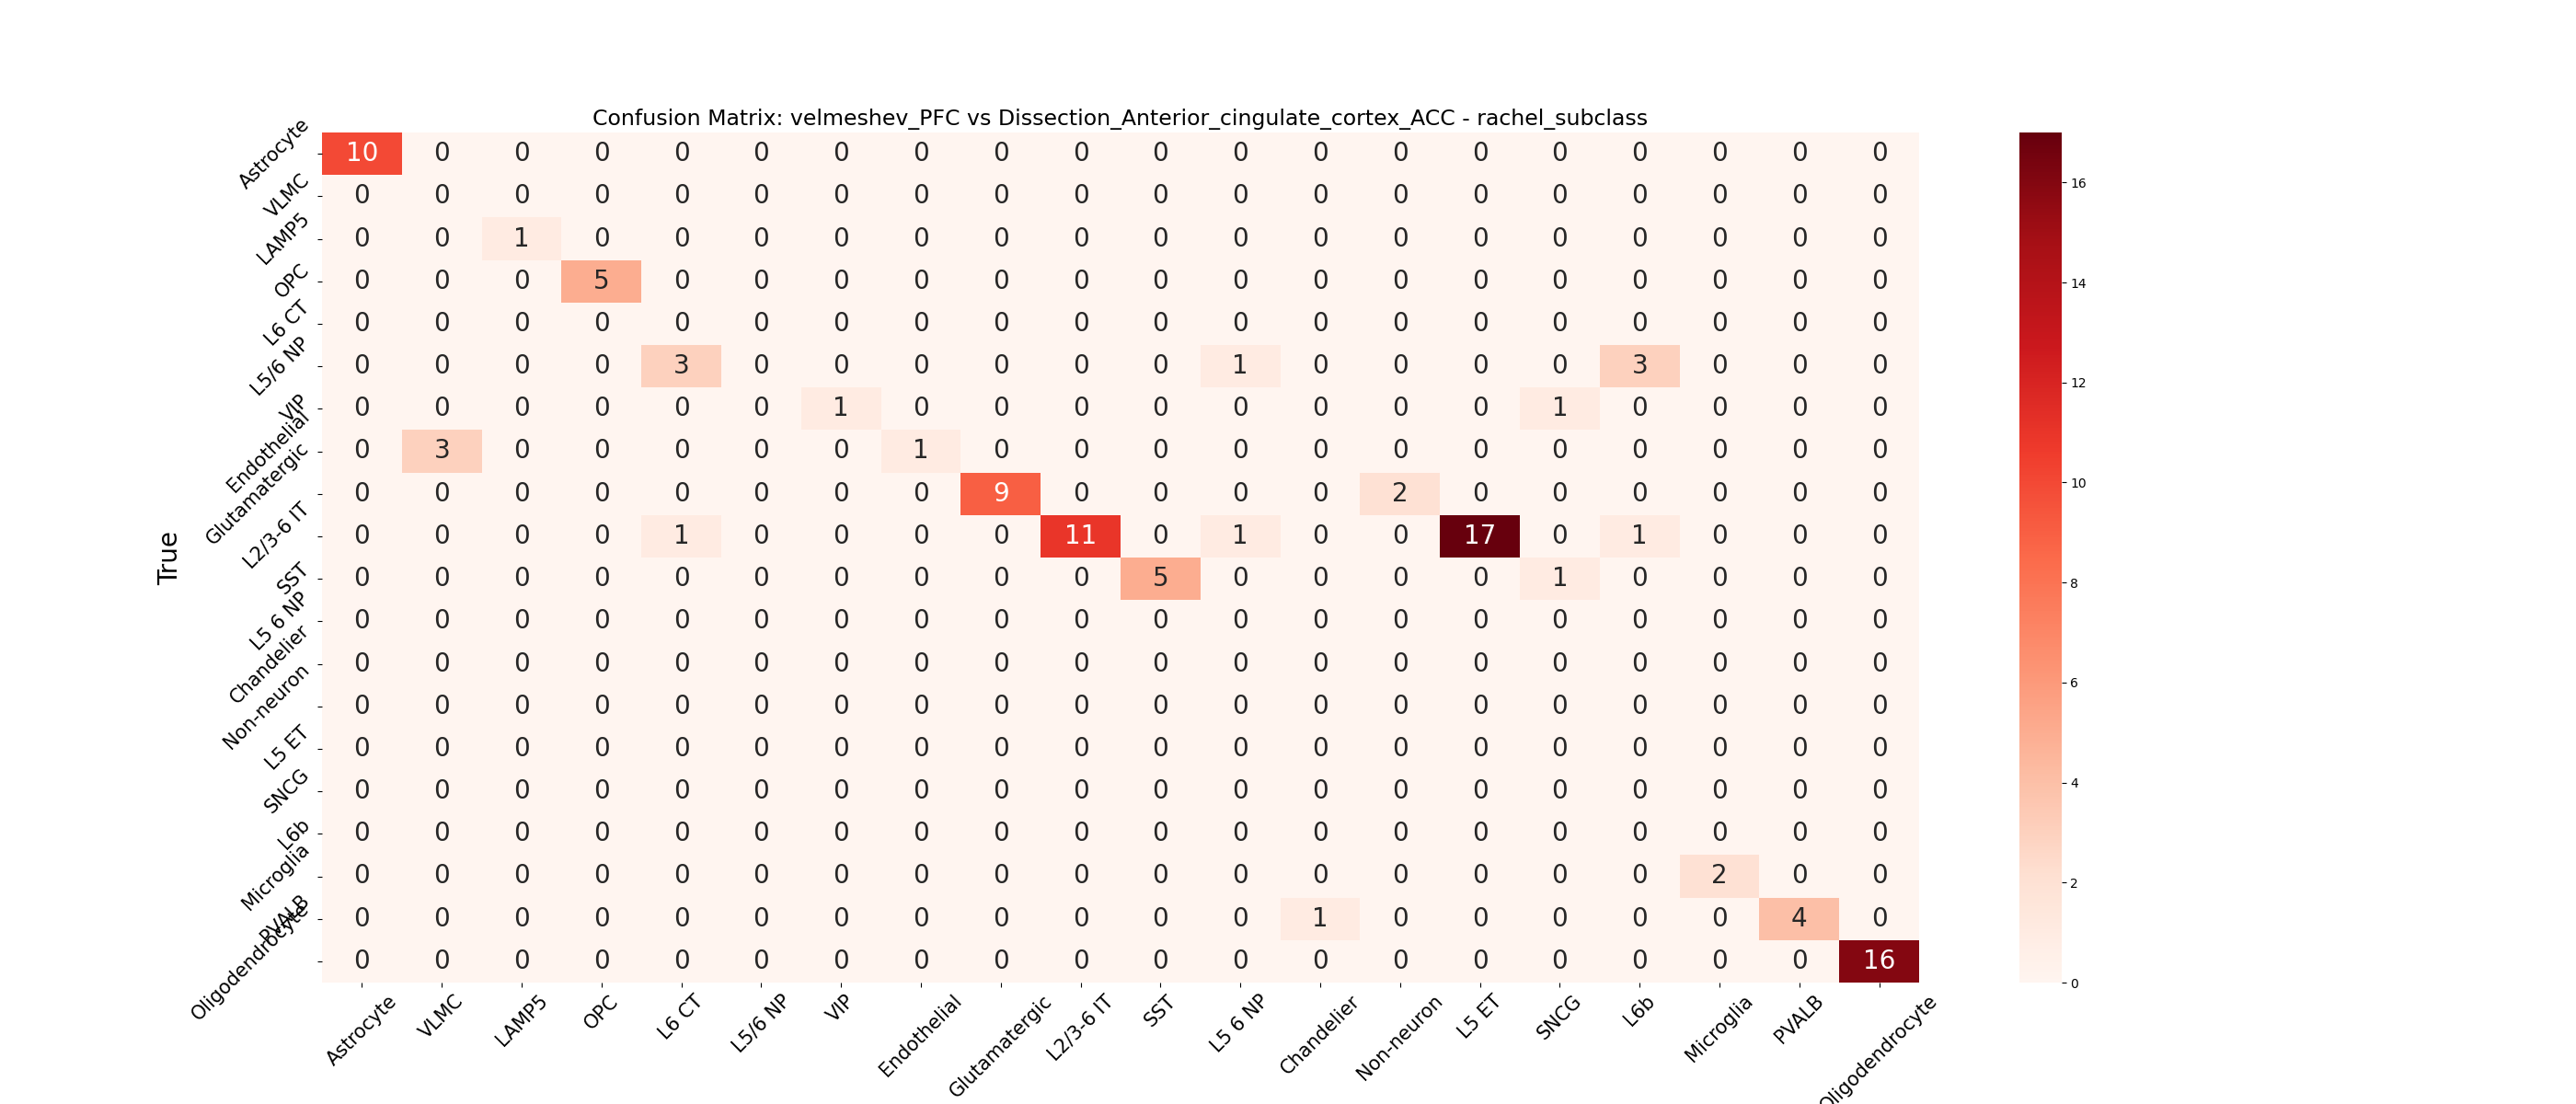 Confusion Matrix: velmeshev_PFC vs Dissection_Anterior_cingulate_cortex_ACC - rachel_subclass
True
Astrocyte 10 0 0 0 0 0 0 0 0 0 0 0 0 0 0 0 0 0 0 0
VLMC 0 0 0 0 0 0 0 0 0 0 0 0 0 0 0 0 0 0 0 0
LAMP5 0 0 1 0 0 0 0 0 0 0 0 0 0 0 0 0 0 0 0 0
OPC 0 0 0 5 0 0 0 0 0 0 0 0 0 0 0 0 0 0 0 0
L6 CT 0 0 0 0 0 0 0 0 0 0 0 0 0 0 0 0 0 0 0 0
L5/6 NP 0 0 0 0 3 0 0 0 0 0 0 1 0 0 0 0 3 0 0 0
VIP 0 0 0 0 0 0 1 0 0 0 0 0 0 0 0 1 0 0 0 0
Endothelial 0 3 0 0 0 0 0 1 0 0 0 0 0 0 0 0 0 0 0 0
Glutamatergic 0 0 0 0 0 0 0 0 9 0 0 0 0 2 0 0 0 0 0 0
L2/3-6 IT 0 0 0 0 1 0 0 0 0 11 0 1 0 0 17 0 1 0 0 0
SST 0 0 0 0 0 0 0 0 0 0 5 0 0 0 0 1 0 0 0 0
L5 6 NP 0 0 0 0 0 0 0 0 0 0 0 0 0 0 0 0 0 0 0 0
Chandelier 0 0 0 0 0 0 0 0 0 0 0 0 0 0 0 0 0 0 0 0
Non-neuron 0 0 0 0 0 0 0 0 0 0 0 0 0 0 0 0 0 0 0 0
L5 ET 0 0 0 0 0 0 0 0 0 0 0 0 0 0 0 0 0 0 0 0
SNCG 0 0 0 0 0 0 0 0 0 0 0 0 0 0 0 0 0 0 0 0
L6b 0 0 0 0 0 0 0 0 0 0 0 0 0 0 0 0 0 0 0 0
Microglia 0 0 0 0 0 0 0 0 0 0 0 0 0 0 0 0 0 2 0 0
PVALB 0 0 0 0 0 0 0 0 0 0 0 0 1 0 0 0 0 0 4 0
Oligodendrocyte 0 0 0 0 0 0 0 0 0 0 0 0 0 0 0 0 0 0 0 16
Astrocyte VLMC LAMP5 OPC L6 CT L5/6 NP VIP Endothelial Glutamatergic L2/3-6 IT SST L5 6 NP Chandelier Non-neuron L5 ET SNCG L6b Microglia PVALB Oligodendrocyte
16
14
12
10
8
6
4
2
0